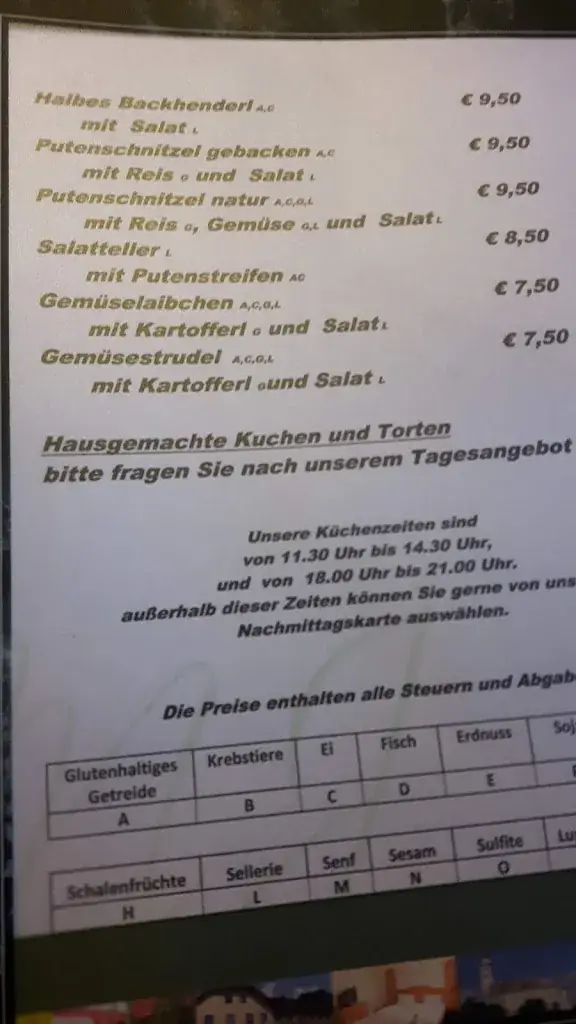 Halbes Backhenderl A,C € 9,50
mit Salat L
Putenschnitzel gebacken A,C € 9,50
mit Reis G und Salat L
Putenschnitzel natur A,C,G,L € 9,50
mit Reis G, Gemüse G,L und Salat L
Salatteller L € 8,50
mit Putenstreifen AC
Gemüselaibchen A,C,G,L € 7,50
mit Kartofferl G und Salat L
Gemüsestrudel A,C,G,L € 7,50
mit Kartofferl G und Salat L
Hausgemachte Kuchen und Torten
bitte fragen Sie nach unserem Tagesangebot
Unsere Küchenzeiten sind
von 11.30 Uhr bis 14.30 Uhr,
und von 18.00 Uhr bis 21.00 Uhr.
außerhalb dieser Zeiten können Sie gerne von uns
Nachmittagskarte auswählen.
Die Preise enthalten alle Steuern und Abgab
Glutenhaltiges Getreide Krebstiere Ei Fisch Erdnuss Soj
A B C D E
Schalenfrüchte Sellerie Senf Sesam Sulfite Lu
H L M N O